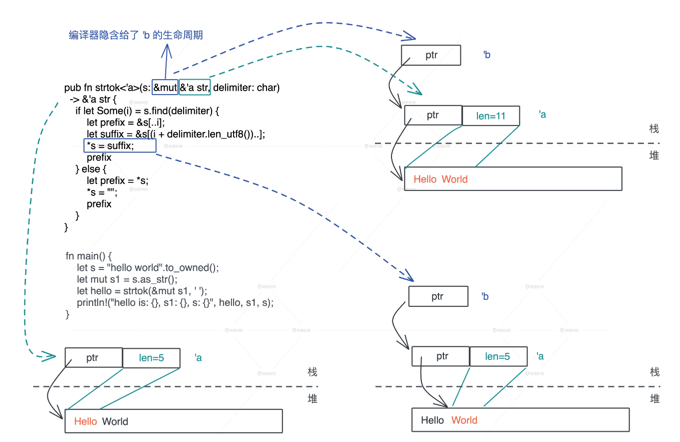 编译器隐含给了 'b 的生命周期
pub fn strtok<'a>(s: &mut &'a str, delimiter: char)
-> &'a str {
if let Some(i) = s.find(delimiter) {
let prefix = &s[..i];
let suffix = &s[(i + delimiter.len_utf8())..];
*s = suffix;
prefix
} else {
let prefix = *s;
*s = "";
prefix
}
}
fn main() {
let s = "hello world".to_owned();
let mut s1 = s.as_str();
let hello = strtok(&mut s1, ' ');
println!("hello is: {}, s1: {}, s: {}", hello, s1, s);
}
ptr 'b
ptr len=11 'a
栈
堆
Hello World
ptr 'b
ptr len=5 'a
栈
堆
Hello World
ptr len=5 'a
栈
堆
Hello World